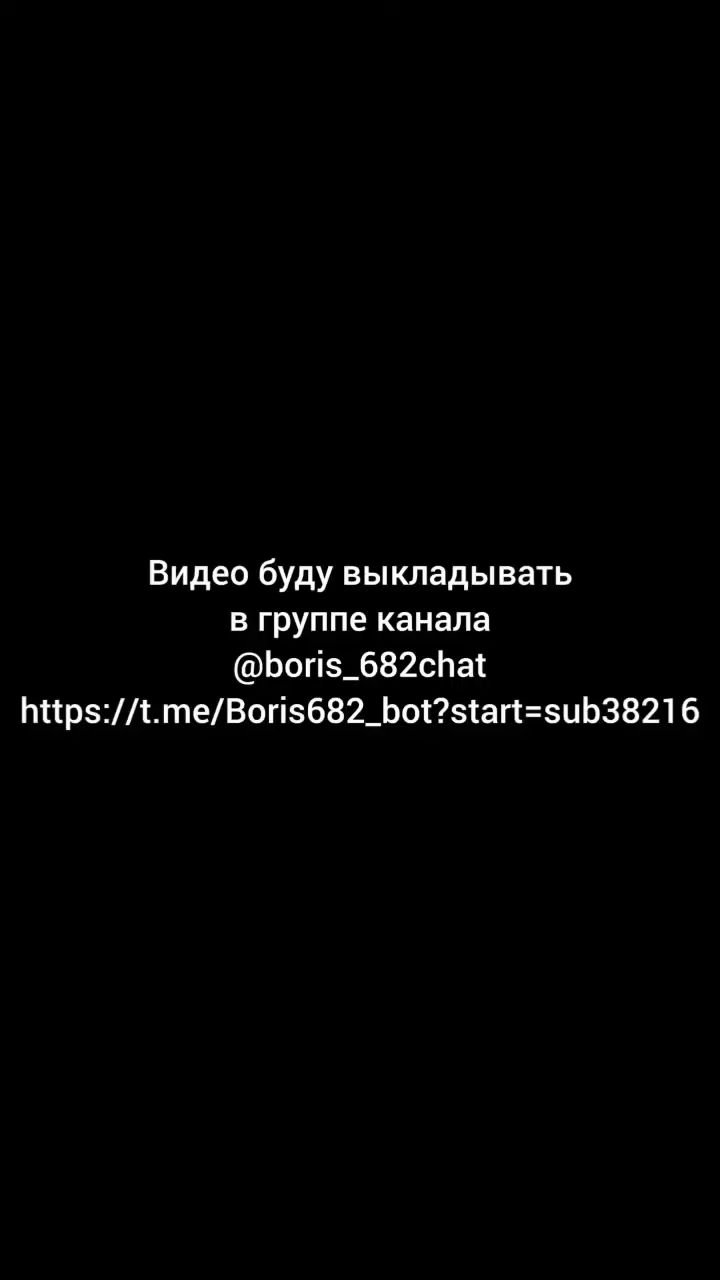 Видео буду выкладывать
в группе канала
@boris_682chat
https://t.me/Boris682_bot?start=sub38216